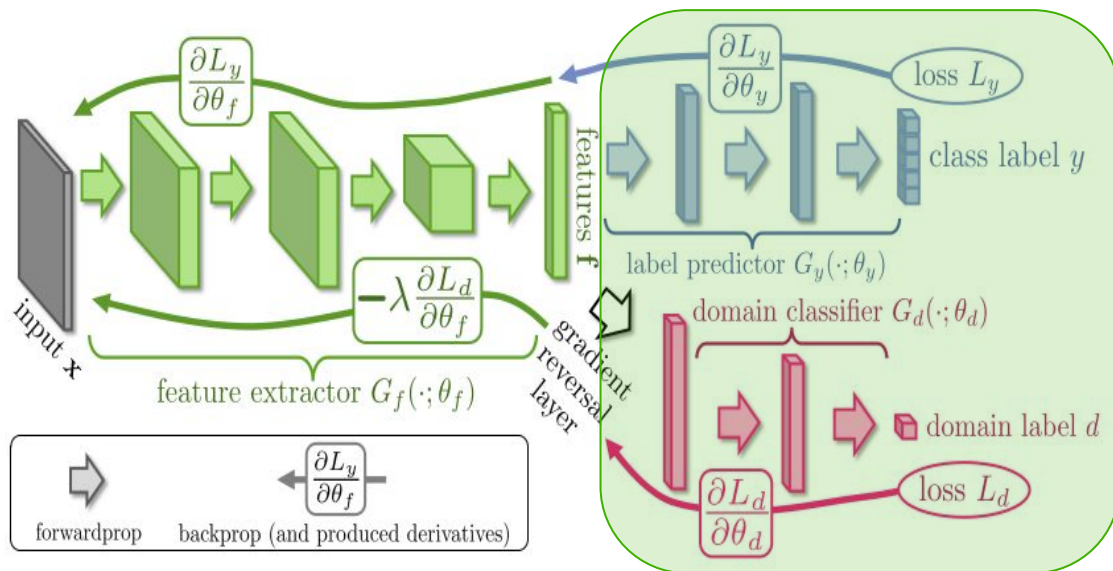 ∂L_y/∂θ_f
∂L_y/∂θ_y
loss L_y
features f
class label y
label predictor G_y(·;θ_y)
−λ ∂L_d/∂θ_f
input x
feature extractor G_f(·;θ_f)
gradient
reversal
layer
domain classifier G_d(·;θ_d)
domain label d
∂L_d/∂θ_d
loss L_d
∂L_y/∂θ_f
forwardprop
backprop (and produced derivatives)